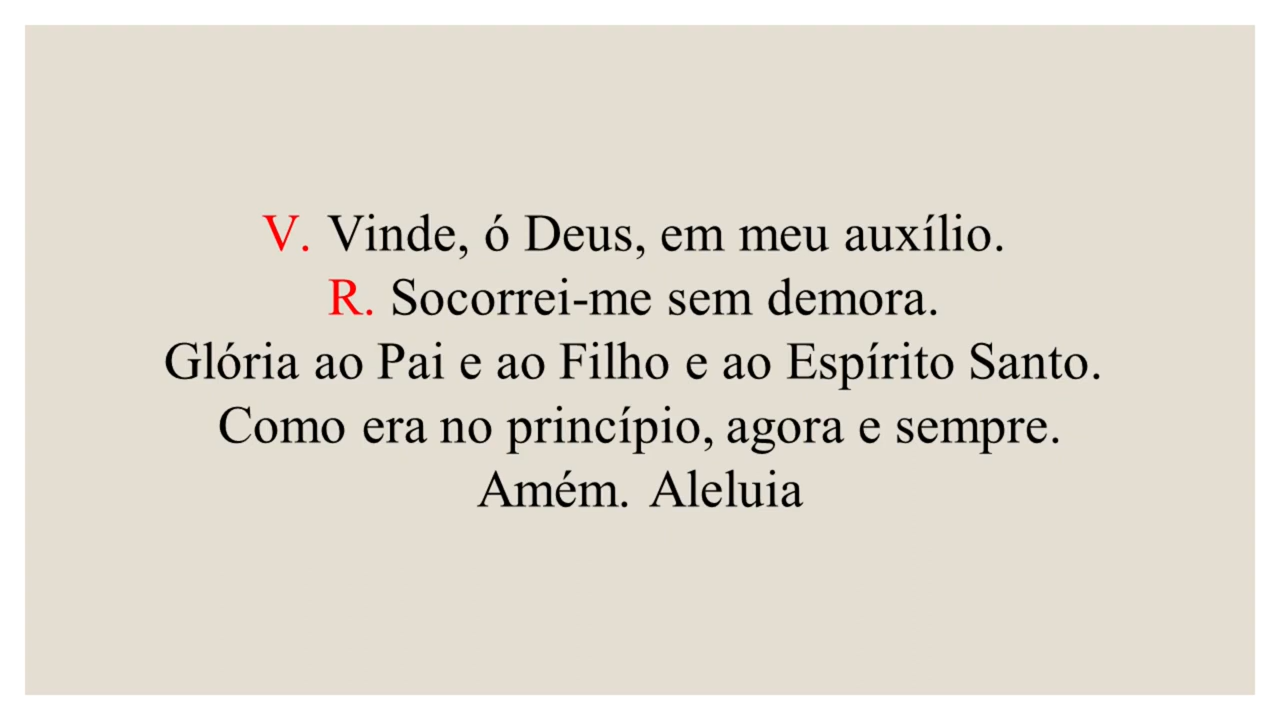 V. Vinde, ó Deus, em meu auxílio.
R. Socorrei-me sem demora.
Glória ao Pai e ao Filho e ao Espírito Santo.
Como era no princípio, agora e sempre.
Amém. Aleluia